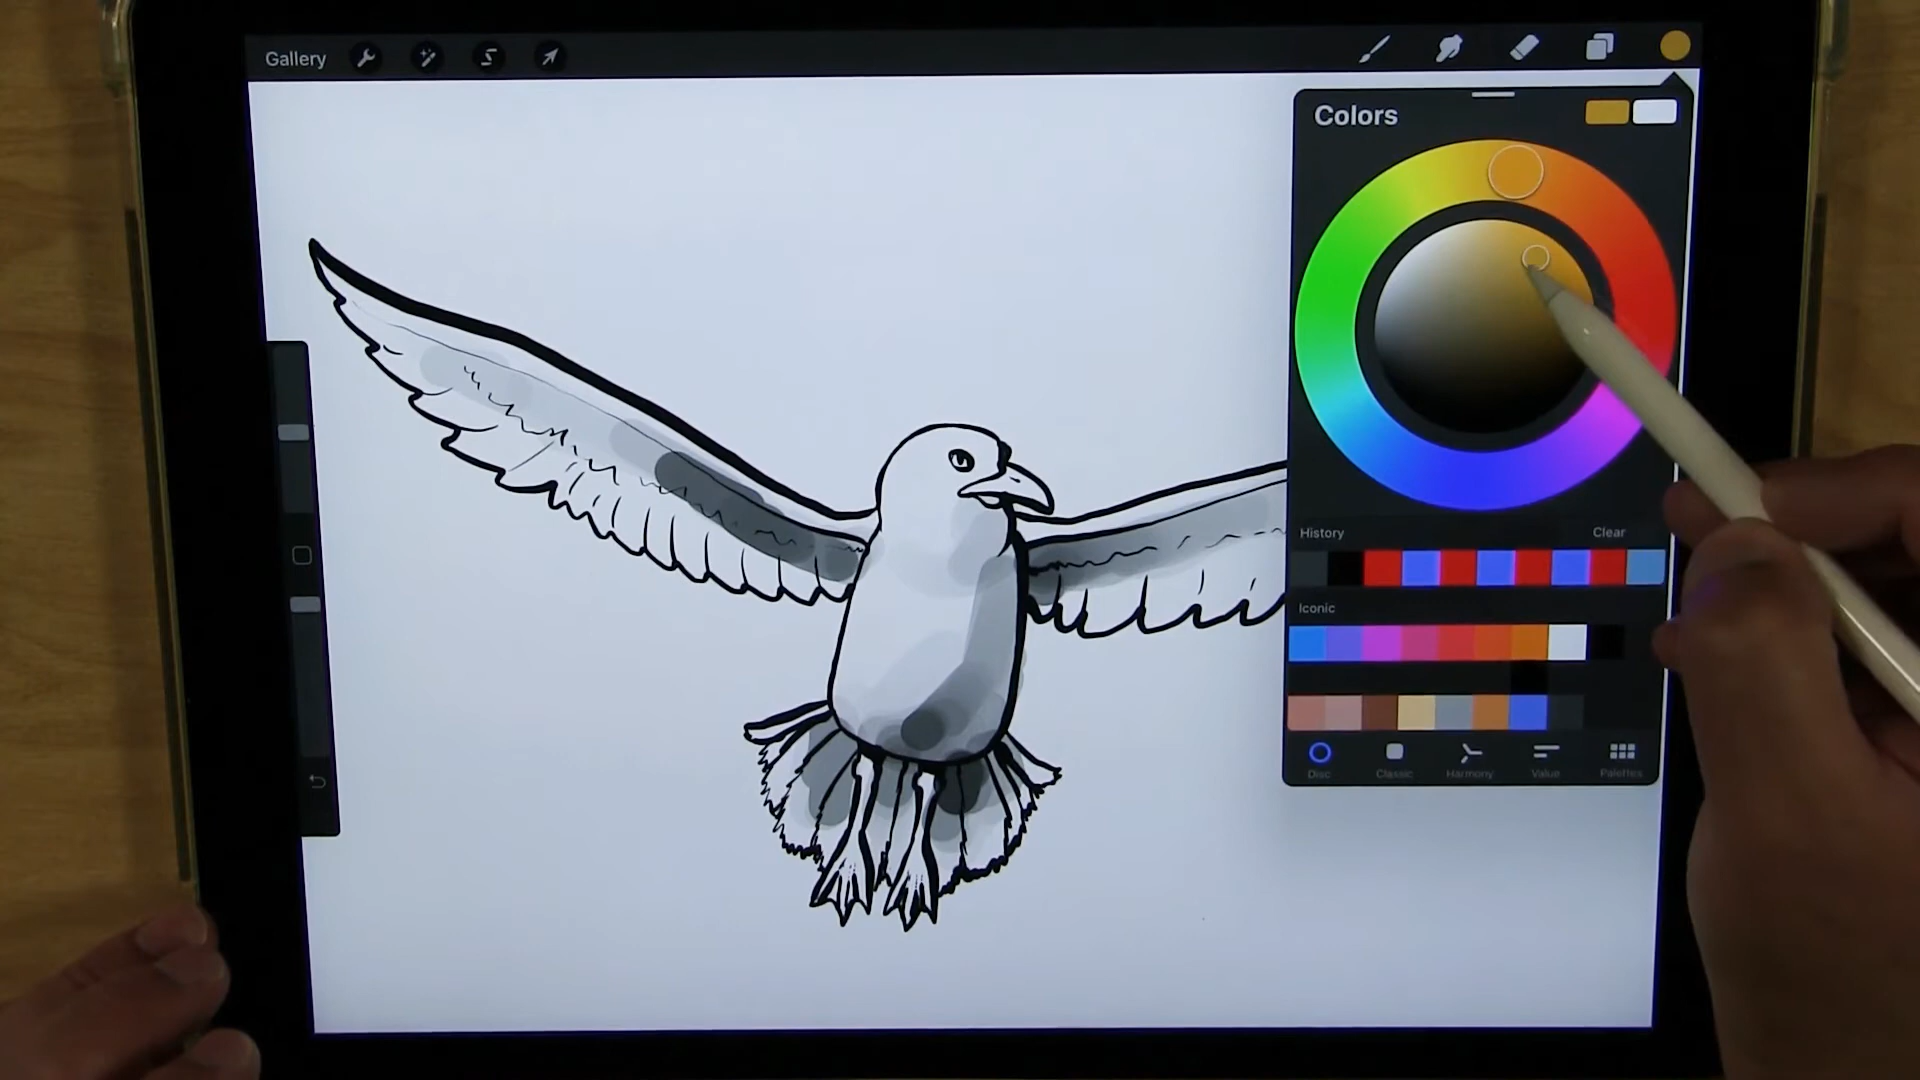 Gallery
Colors
History Clear
Iconic
Disc Classic Harmony Value Palettes